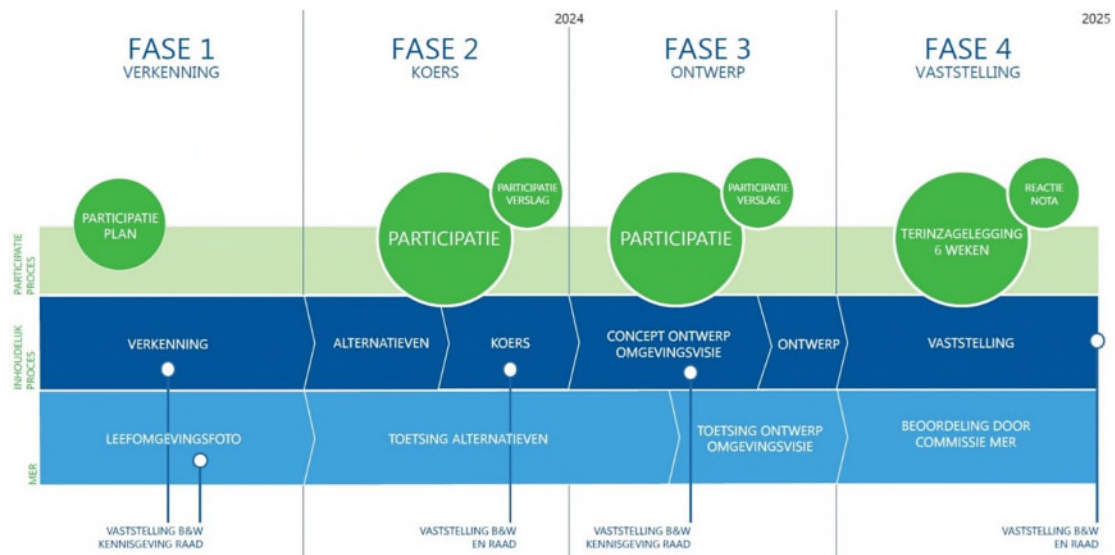 2024
2025
FASE 1
VERKENNING
FASE 2
KOERS
FASE 3
ONTWERP
FASE 4
VASTSTELLING
PARTICIPATIE
PROCES
PARTICIPATIE
PLAN
PARTICIPATIE
PARTICIPATIE
VERSLAG
PARTICIPATIE
PARTICIPATIE
VERSLAG
TERINZAGELEGGING
6 WEKEN
REACTIE
NOTA
INHOUDELIJK
PROCES
VERKENNING
ALTERNATIEVEN
KOERS
CONCEPT ONTWERP
OMGEVINGSVISIE
ONTWERP
VASTSTELLING
MER
LEEFOMGEVINGSFOTO
TOETSING ALTERNATIEVEN
TOETSING ONTWERP
OMGEVINGSVISIE
BEOORDELING DOOR
COMMISSIE MER
VASTSTELLING B&W
KENNISGEVING RAAD
VASTSTELLING B&W
EN RAAD
VASTSTELLING B&W
KENNISGEVING RAAD
VASTSTELLING B&W
EN RAAD